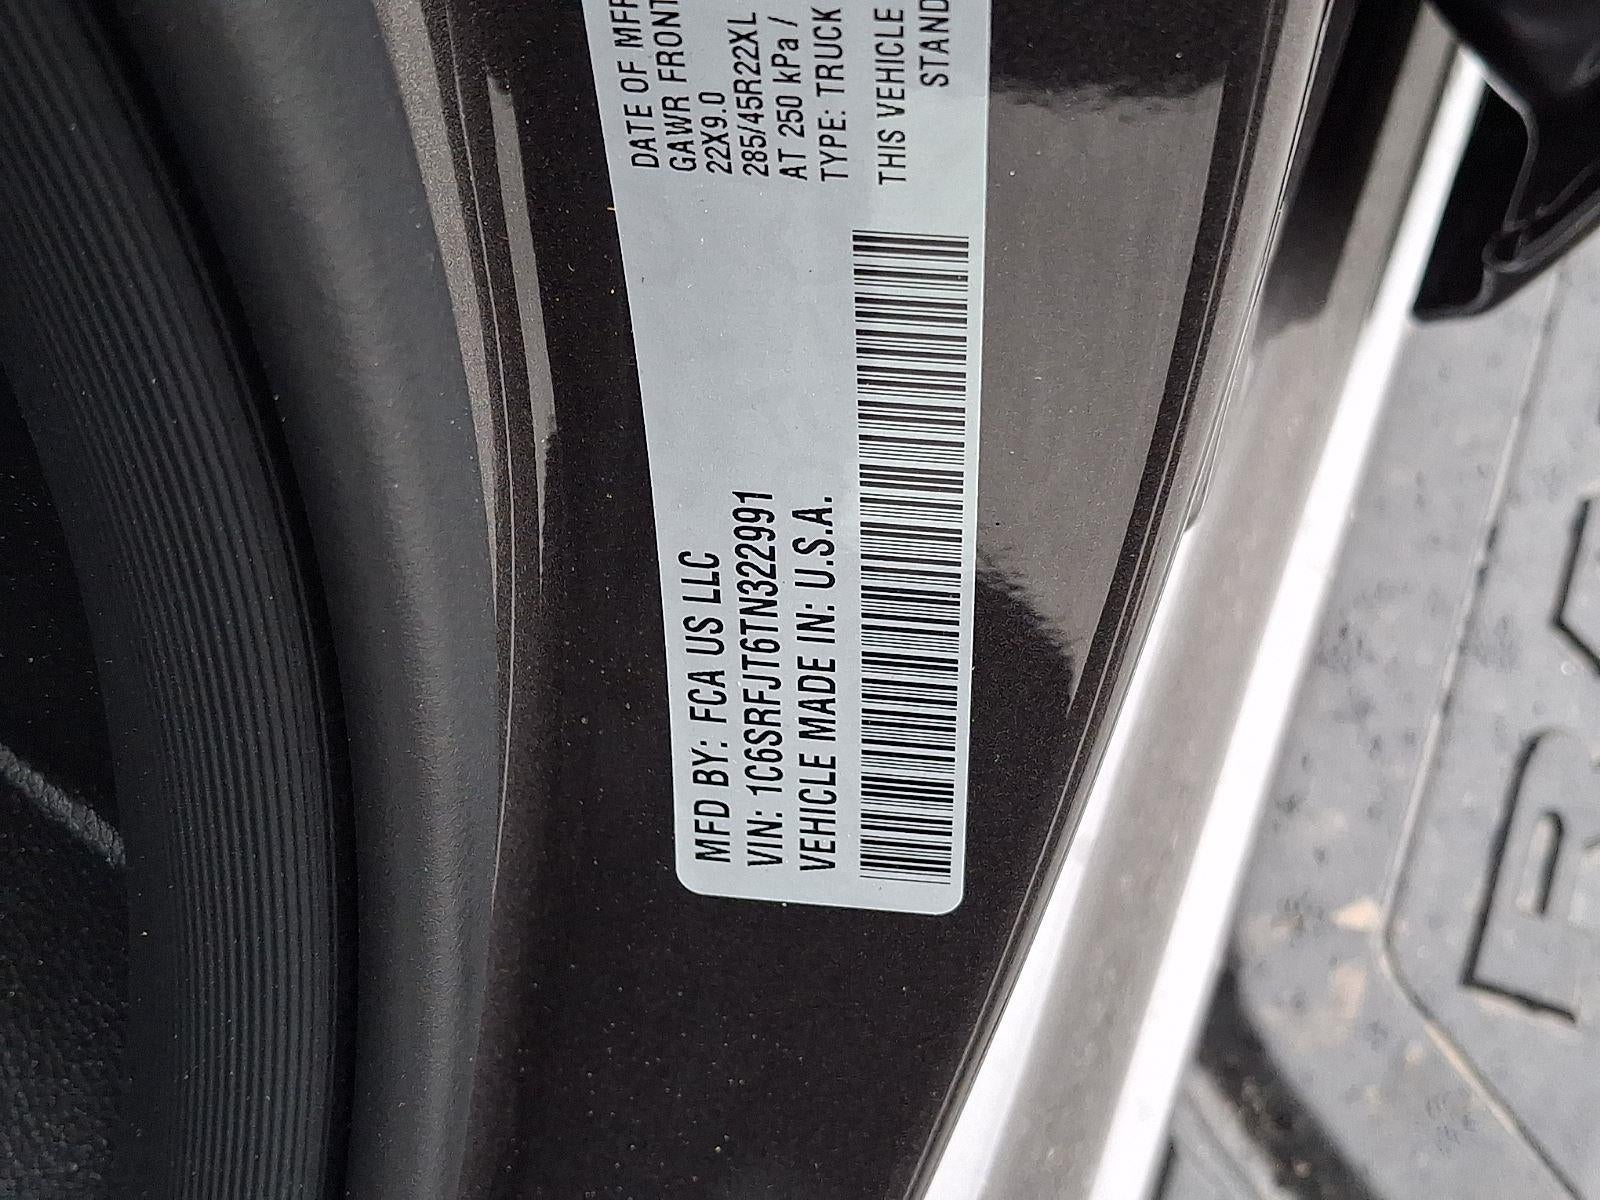 MFD BY: FCA US LLC
VIN: 1C6SRFJT6TN322991
VEHICLE MADE IN: U.S.A.
DATE OF MFR
GAWR FRONT
22X9.0
285/45R22XL
AT 250 kPa /
TYPE: TRUCK
THIS VEHICLE
STAND